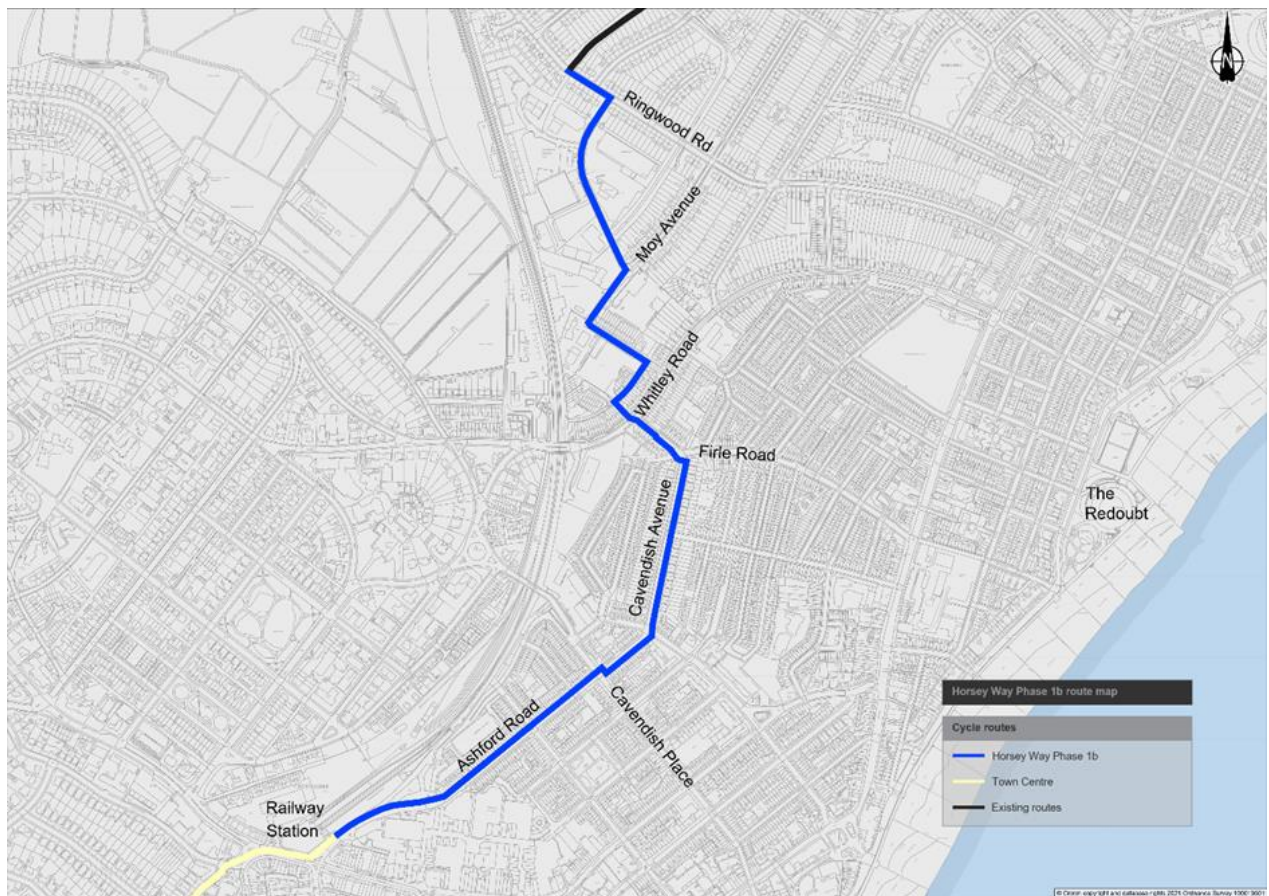 N
Ringwood Rd
Moy Avenue
Whitley Road
Firle Road
Cavendish Avenue
The
Redoubt
Cavendish Place
Ashford Road
Railway
Station
Horsey Way Phase 1b route map
Cycle routes
Horsey Way Phase 1b
Town Centre
Existing routes